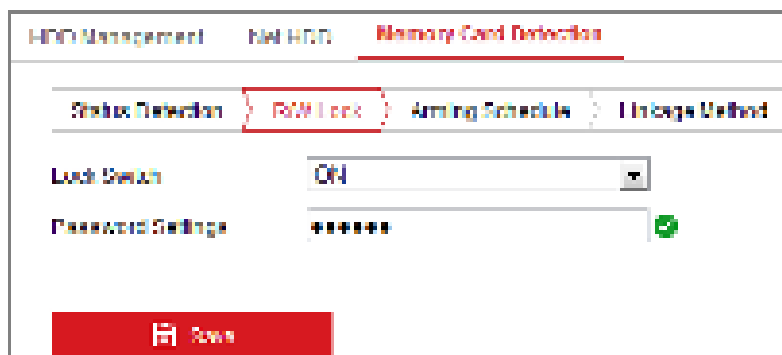 HDD Management Net HDD Memory Card Detection
Status Detection R/W Lock Arming Schedule Linkage Method
Lock Switch ON
Password Settings ••••••
Save